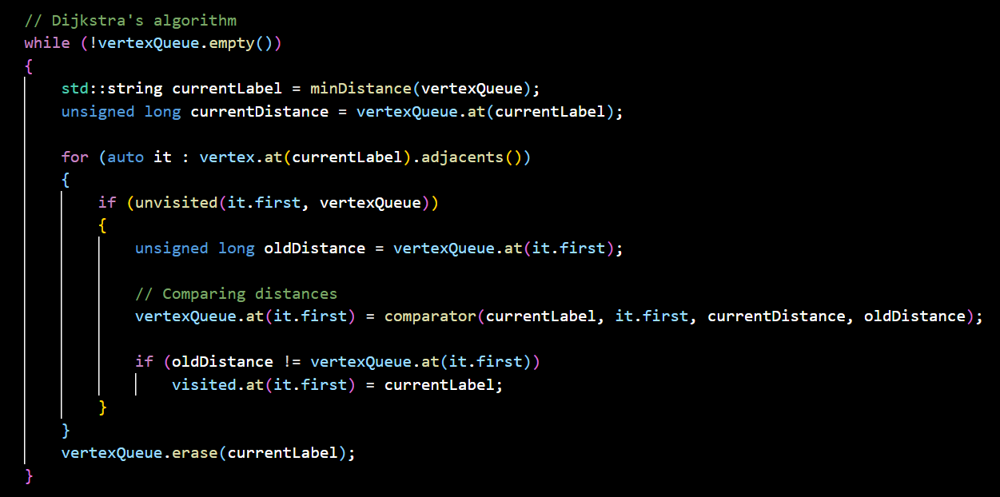 // Dijkstra's algorithm
while (!vertexQueue.empty())
{
    std::string currentLabel = minDistance(vertexQueue);
    unsigned long currentDistance = vertexQueue.at(currentLabel);

    for (auto it : vertex.at(currentLabel).adjacents())
    {
        if (unvisited(it.first, vertexQueue))
        {
            unsigned long oldDistance = vertexQueue.at(it.first);

            // Comparing distances
            vertexQueue.at(it.first) = comparator(currentLabel, it.first, currentDistance, oldDistance);

            if (oldDistance != vertexQueue.at(it.first))
                visited.at(it.first) = currentLabel;
        }
    }
    vertexQueue.erase(currentLabel);
}